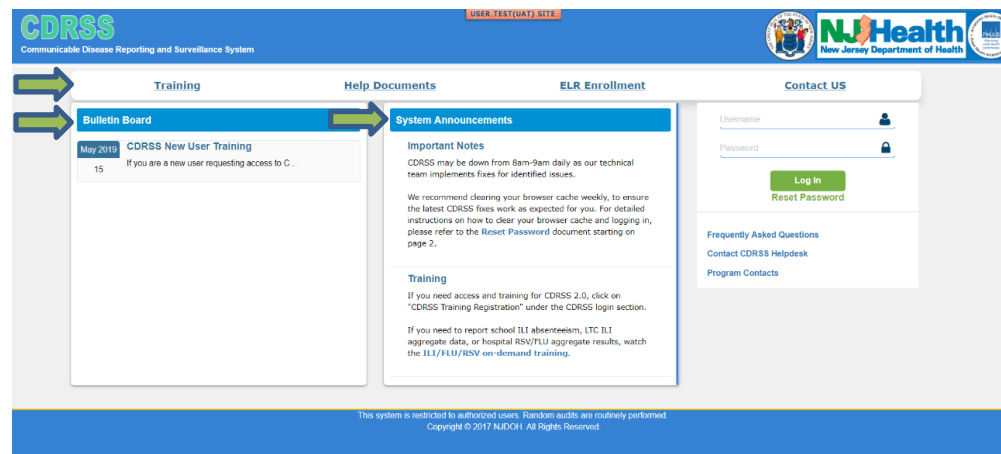 USER TEST(UAT) SITE
CDRSS
Communicable Disease Reporting and Surveillance System
NJHealth
New Jersey Department of Health
Training
Help Documents
ELR Enrollment
Contact US
Bulletin Board
May 2019
15
CDRSS New User Training
If you are a new user requesting access to C...
System Announcements
Important Notes
CDRSS may be down from 8am-9am daily as our technical
team implements fixes for identified issues.
We recommend clearing your browser cache weekly, to ensure
the latest CDRSS fixes work as expected for you. For detailed
instructions on how to clear your browser cache and logging in,
please refer to the Reset Password document starting on
page 2.
Training
If you need access and training for CDRSS 2.0, click on
"CDRSS Training Registration" under the CDRSS login section.
If you need to report school ILI absenteeism, LTC ILI
aggregate data, or hospital RSV/FLU aggregate results, watch
the ILI/FLU/RSV on-demand training.
Username
Password
Log In
Reset Password
Frequently Asked Questions
Contact CDRSS Helpdesk
Program Contacts
This system is restricted to authorized users. Random audits are routinely performed.
Copyright © 2017 NJDOH. All Rights Reserved.